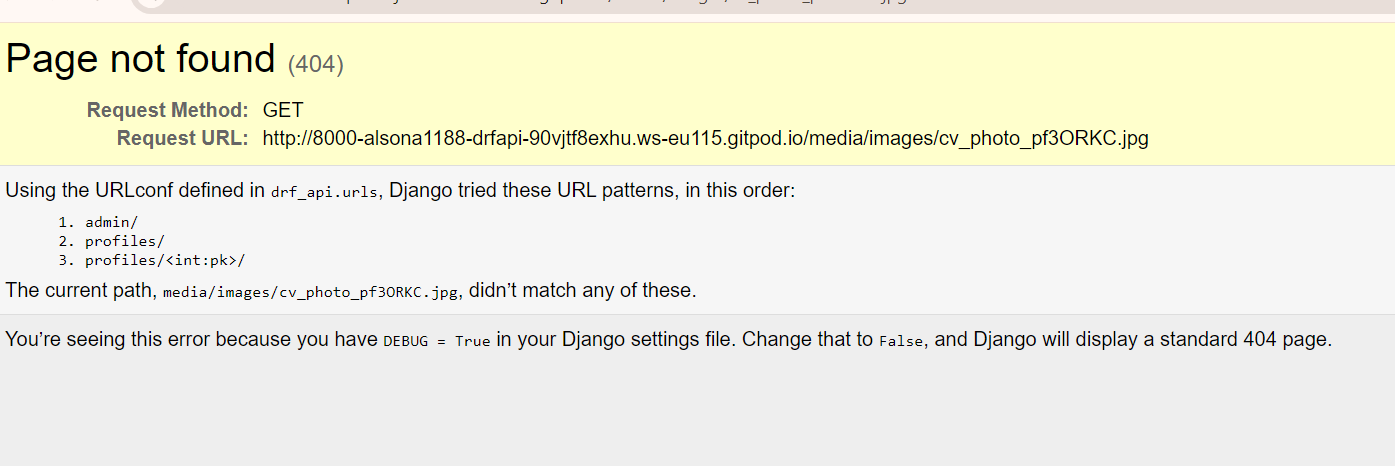 Page not found (404)
Request Method: GET
Request URL: http://8000-alsona1188-drfapi-90vjtf8exhu.ws-eu115.gitpod.io/media/images/cv_photo_pf3ORKC.jpg
Using the URLconf defined in drf_api.urls, Django tried these URL patterns, in this order:
1. admin/
2. profiles/
3. profiles/<int:pk>/
The current path, media/images/cv_photo_pf3ORKC.jpg, didn’t match any of these.
You’re seeing this error because you have DEBUG = True in your Django settings file. Change that to False, and Django will display a standard 404 page.